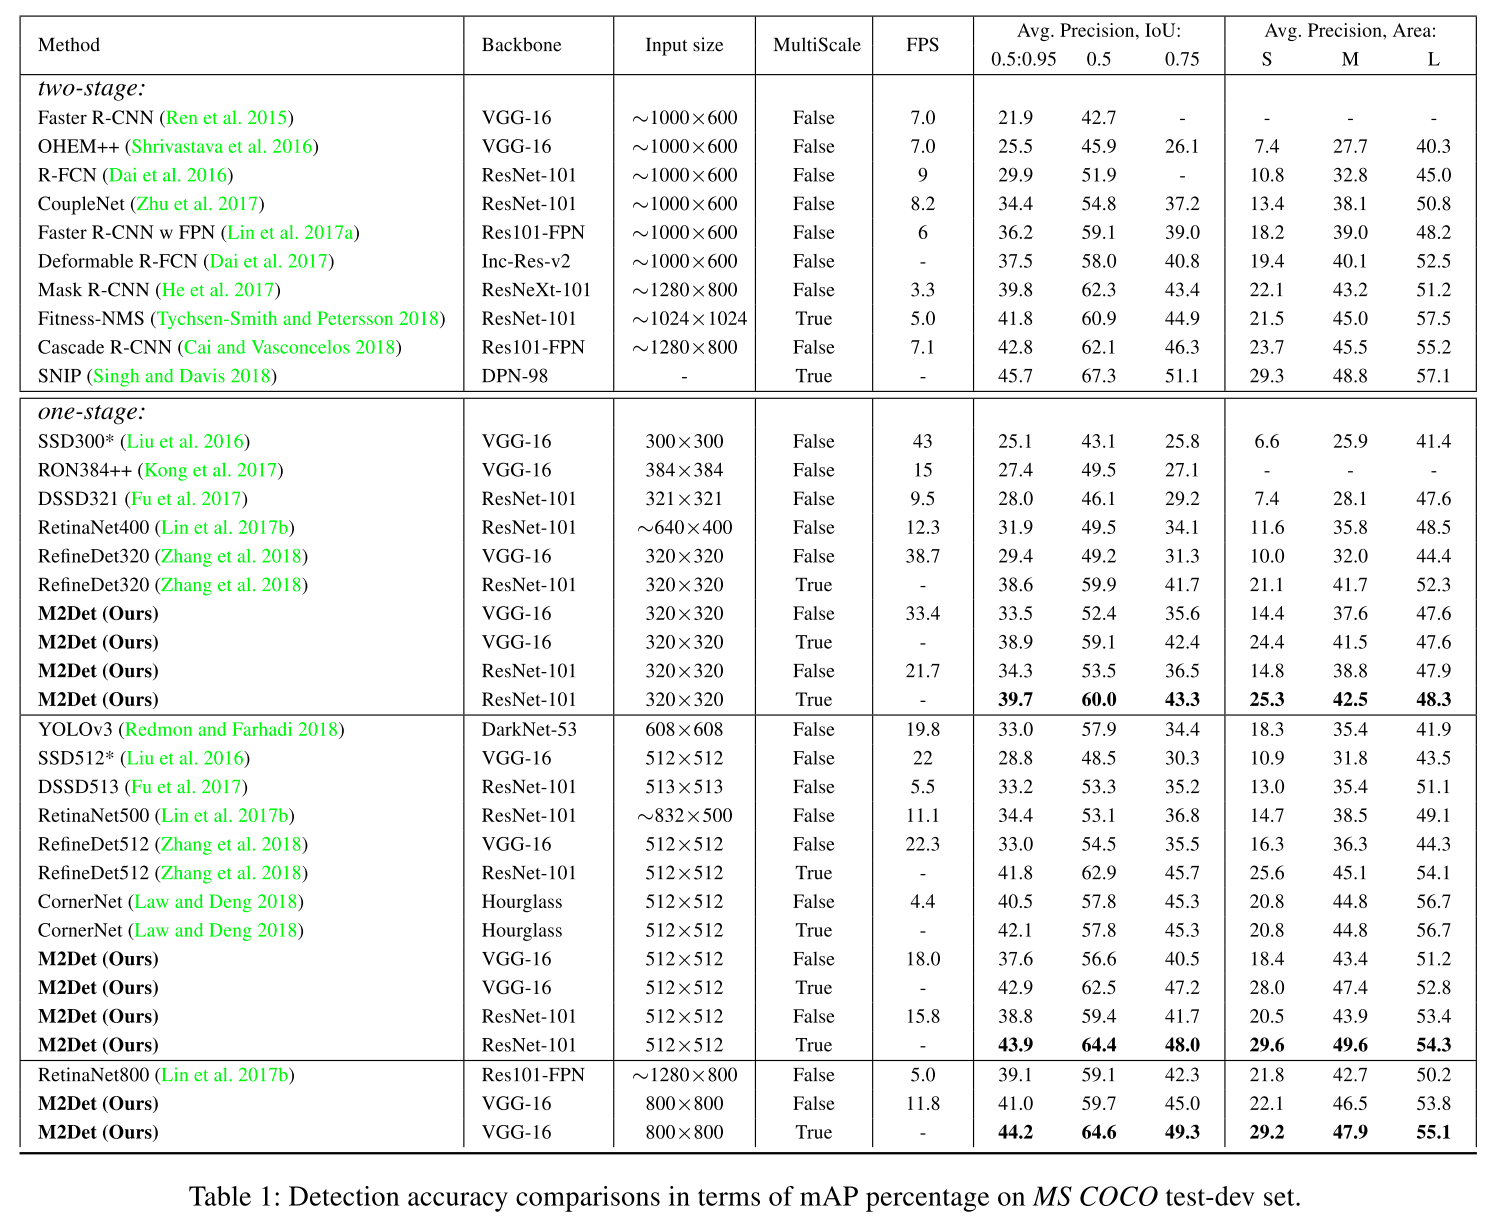 Method Backbone Input size MultiScale FPS Avg. Precision, IoU: Avg. Precision, Area:
0.5:0.95 0.5 0.75 S M L
two-stage:
Faster R-CNN (Ren et al. 2015) VGG-16 ∼1000×600 False 7.0 21.9 42.7 - - - -
OHEM++ (Shrivastava et al. 2016) VGG-16 ∼1000×600 False 7.0 25.5 45.9 26.1 7.4 27.7 40.3
R-FCN (Dai et al. 2016) ResNet-101 ∼1000×600 False 9 29.9 51.9 - 10.8 32.8 45.0
CoupleNet (Zhu et al. 2017) ResNet-101 ∼1000×600 False 8.2 34.4 54.8 37.2 13.4 38.1 50.8
Faster R-CNN w FPN (Lin et al. 2017a) Res101-FPN ∼1000×600 False 6 36.2 59.1 39.0 18.2 39.0 48.2
Deformable R-FCN (Dai et al. 2017) Inc-Res-v2 ∼1000×600 False - 37.5 58.0 40.8 19.4 40.1 52.5
Mask R-CNN (He et al. 2017) ResNeXt-101 ∼1280×800 False 3.3 39.8 62.3 43.4 22.1 43.2 51.2
Fitness-NMS (Tychsen-Smith and Petersson 2018) ResNet-101 ∼1024×1024 True 5.0 41.8 60.9 44.9 21.5 45.0 57.5
Cascade R-CNN (Cai and Vasconcelos 2018) Res101-FPN ∼1280×800 False 7.1 42.8 62.1 46.3 23.7 45.5 55.2
SNIP (Singh and Davis 2018) DPN-98 - True - 45.7 67.3 51.1 29.3 48.8 57.1
one-stage:
SSD300* (Liu et al. 2016) VGG-16 300×300 False 43 25.1 43.1 25.8 6.6 25.9 41.4
RON384++ (Kong et al. 2017) VGG-16 384×384 False 15 27.4 49.5 27.1 - - -
DSSD321 (Fu et al. 2017) ResNet-101 321×321 False 9.5 28.0 46.1 29.2 7.4 28.1 47.6
RetinaNet400 (Lin et al. 2017b) ResNet-101 ∼640×400 False 12.3 31.9 49.5 34.1 11.6 35.8 48.5
RefineDet320 (Zhang et al. 2018) VGG-16 320×320 False 38.7 29.4 49.2 31.3 10.0 32.0 44.4
RefineDet320 (Zhang et al. 2018) ResNet-101 320×320 True - 38.6 59.9 41.7 21.1 41.7 52.3
M2Det (Ours) VGG-16 320×320 False 33.4 33.5 52.4 35.6 14.4 37.6 47.6
M2Det (Ours) VGG-16 320×320 True - 38.9 59.1 42.4 24.4 41.5 47.6
M2Det (Ours) ResNet-101 320×320 False 21.7 34.3 53.5 36.5 14.8 38.8 47.9
M2Det (Ours) ResNet-101 320×320 True - 39.7 60.0 43.3 25.3 42.5 48.3
YOLOv3 (Redmon and Farhadi 2018) DarkNet-53 608×608 False 19.8 33.0 57.9 34.4 18.3 35.4 41.9
SSD512* (Liu et al. 2016) VGG-16 512×512 False 22 28.8 48.5 30.3 10.9 31.8 43.5
DSSD513 (Fu et al. 2017) ResNet-101 513×513 False 5.5 33.2 53.3 35.2 13.0 35.4 51.1
RetinaNet500 (Lin et al. 2017b) ResNet-101 ∼832×500 False 11.1 34.4 53.1 36.8 14.7 38.5 49.1
RefineDet512 (Zhang et al. 2018) VGG-16 512×512 False 22.3 33.0 54.5 35.5 16.3 36.3 44.3
RefineDet512 (Zhang et al. 2018) ResNet-101 512×512 True - 41.8 62.9 45.7 25.6 45.1 54.1
CornerNet (Law and Deng 2018) Hourglass 512×512 False 4.4 40.5 57.8 45.3 20.8 44.8 56.7
CornerNet (Law and Deng 2018) Hourglass 512×512 True - 42.1 57.8 45.3 20.8 44.8 56.7
M2Det (Ours) VGG-16 512×512 False 18.0 37.6 56.6 40.5 18.4 43.4 51.2
M2Det (Ours) VGG-16 512×512 True - 42.9 62.5 47.2 28.0 47.4 52.8
M2Det (Ours) ResNet-101 512×512 False 15.8 38.8 59.4 41.7 20.5 43.9 53.4
M2Det (Ours) ResNet-101 512×512 True - 43.9 64.4 48.0 29.6 49.6 54.3
RetinaNet800 (Lin et al. 2017b) Res101-FPN ∼1280×800 False 5.0 39.1 59.1 42.3 21.8 42.7 50.2
M2Det (Ours) VGG-16 800×800 False 11.8 41.0 59.7 45.0 22.1 46.5 53.8
M2Det (Ours) VGG-16 800×800 True - 44.2 64.6 49.3 29.2 47.9 55.1
Table 1: Detection accuracy comparisons in terms of mAP percentage on MS COCO test-dev set.